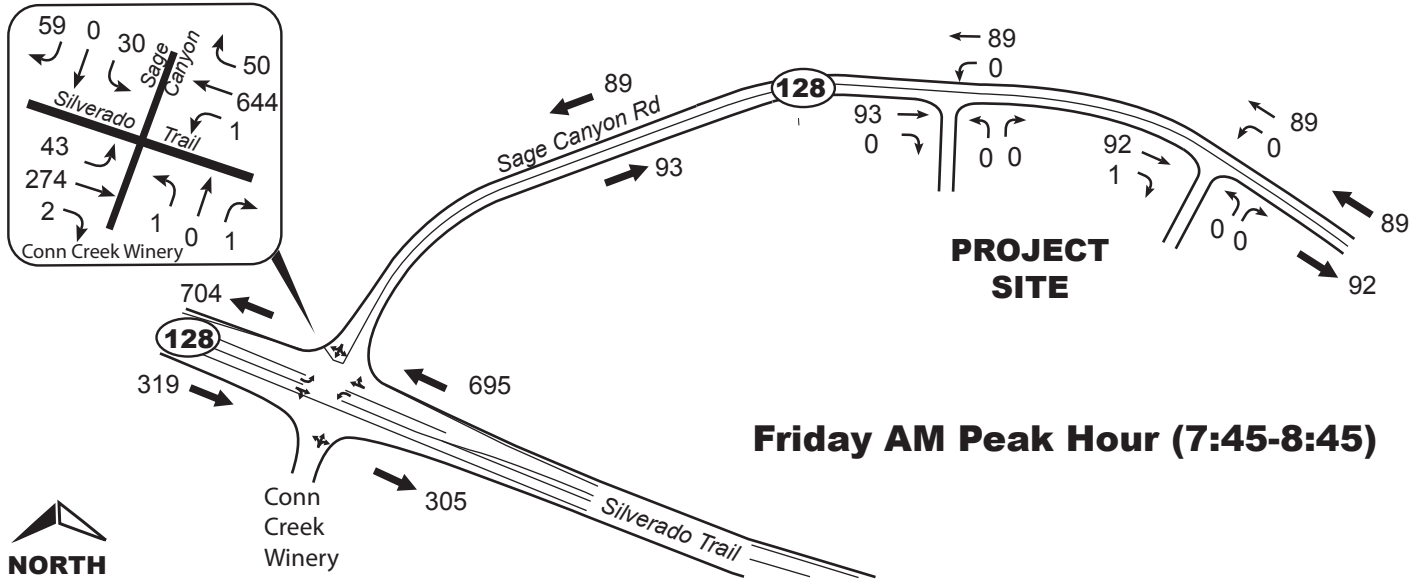 59 0 30 50
Sage Canyon
644
Silverado Trail
1
43
274
2
1 0 1
Conn Creek Winery
89
Sage Canyon Rd
93
128
89
0
93
0
0 0
92
1
89
0
0 0
89
92
PROJECT
SITE
704
128
319
695
305
Friday AM Peak Hour (7:45-8:45)
Conn
Creek
Winery
Silverado Trail
NORTH